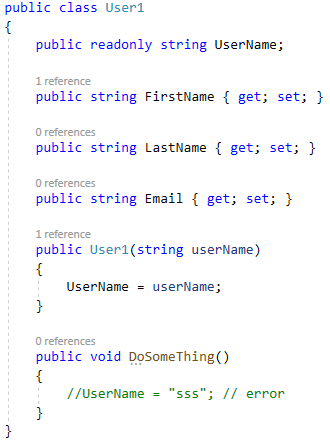 public class User1
{
public readonly string UserName;
1 reference
public string FirstName { get; set; }
0 references
public string LastName { get; set; }
0 references
public string Email { get; set; }
1 reference
public User1(string userName)
{
UserName = userName;
}
0 references
public void DoSomeThing()
{
//UserName = "sss"; // error
}
}